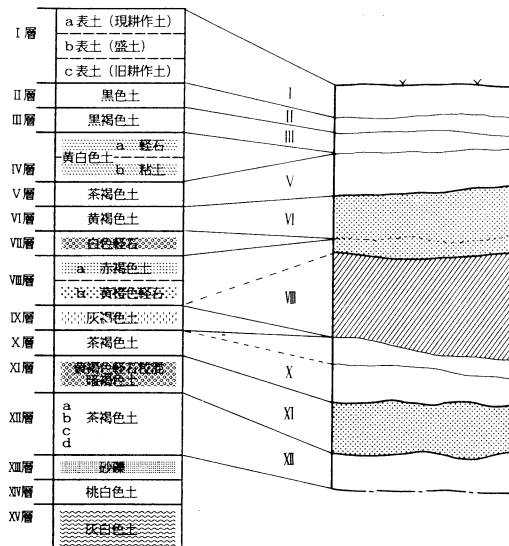 Ⅰ層
a 表土（現耕作土）
b 表土（盛土）
c 表土（旧耕作土）
Ⅱ層 黒色土
Ⅲ層 黒褐色土
Ⅳ層 黄白色土
a 軽石
b 粘土
Ⅴ層 茶褐色土
Ⅵ層 黄褐色土
Ⅶ層 白色軽石
Ⅷ層
a 赤褐色土
b 黄橙色軽石
Ⅸ層 灰褐色土
Ⅹ層 茶褐色土
Ⅺ層 黄褐色軽石粒混
暗褐色土
Ⅻ層
a
b
c
d
茶褐色土
XIII層 砂礫
XIV層 桃白色土
XV層 灰白色土
Ⅰ
Ⅱ
Ⅲ
Ⅴ
Ⅵ
Ⅷ
Ⅹ
Ⅺ
Ⅻ